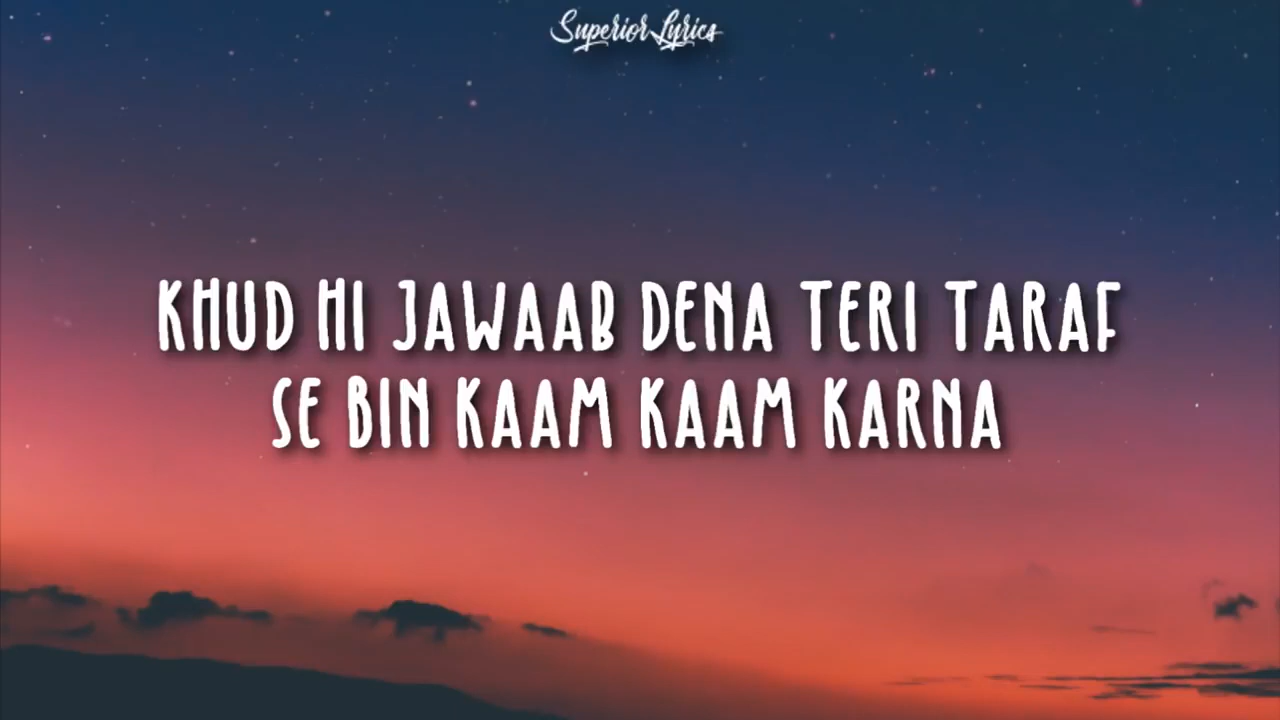 Superior Lyrics
KHUD HI JAWAAB DENA TERI TARAF
SE BIN KAAM KAAM KARNA